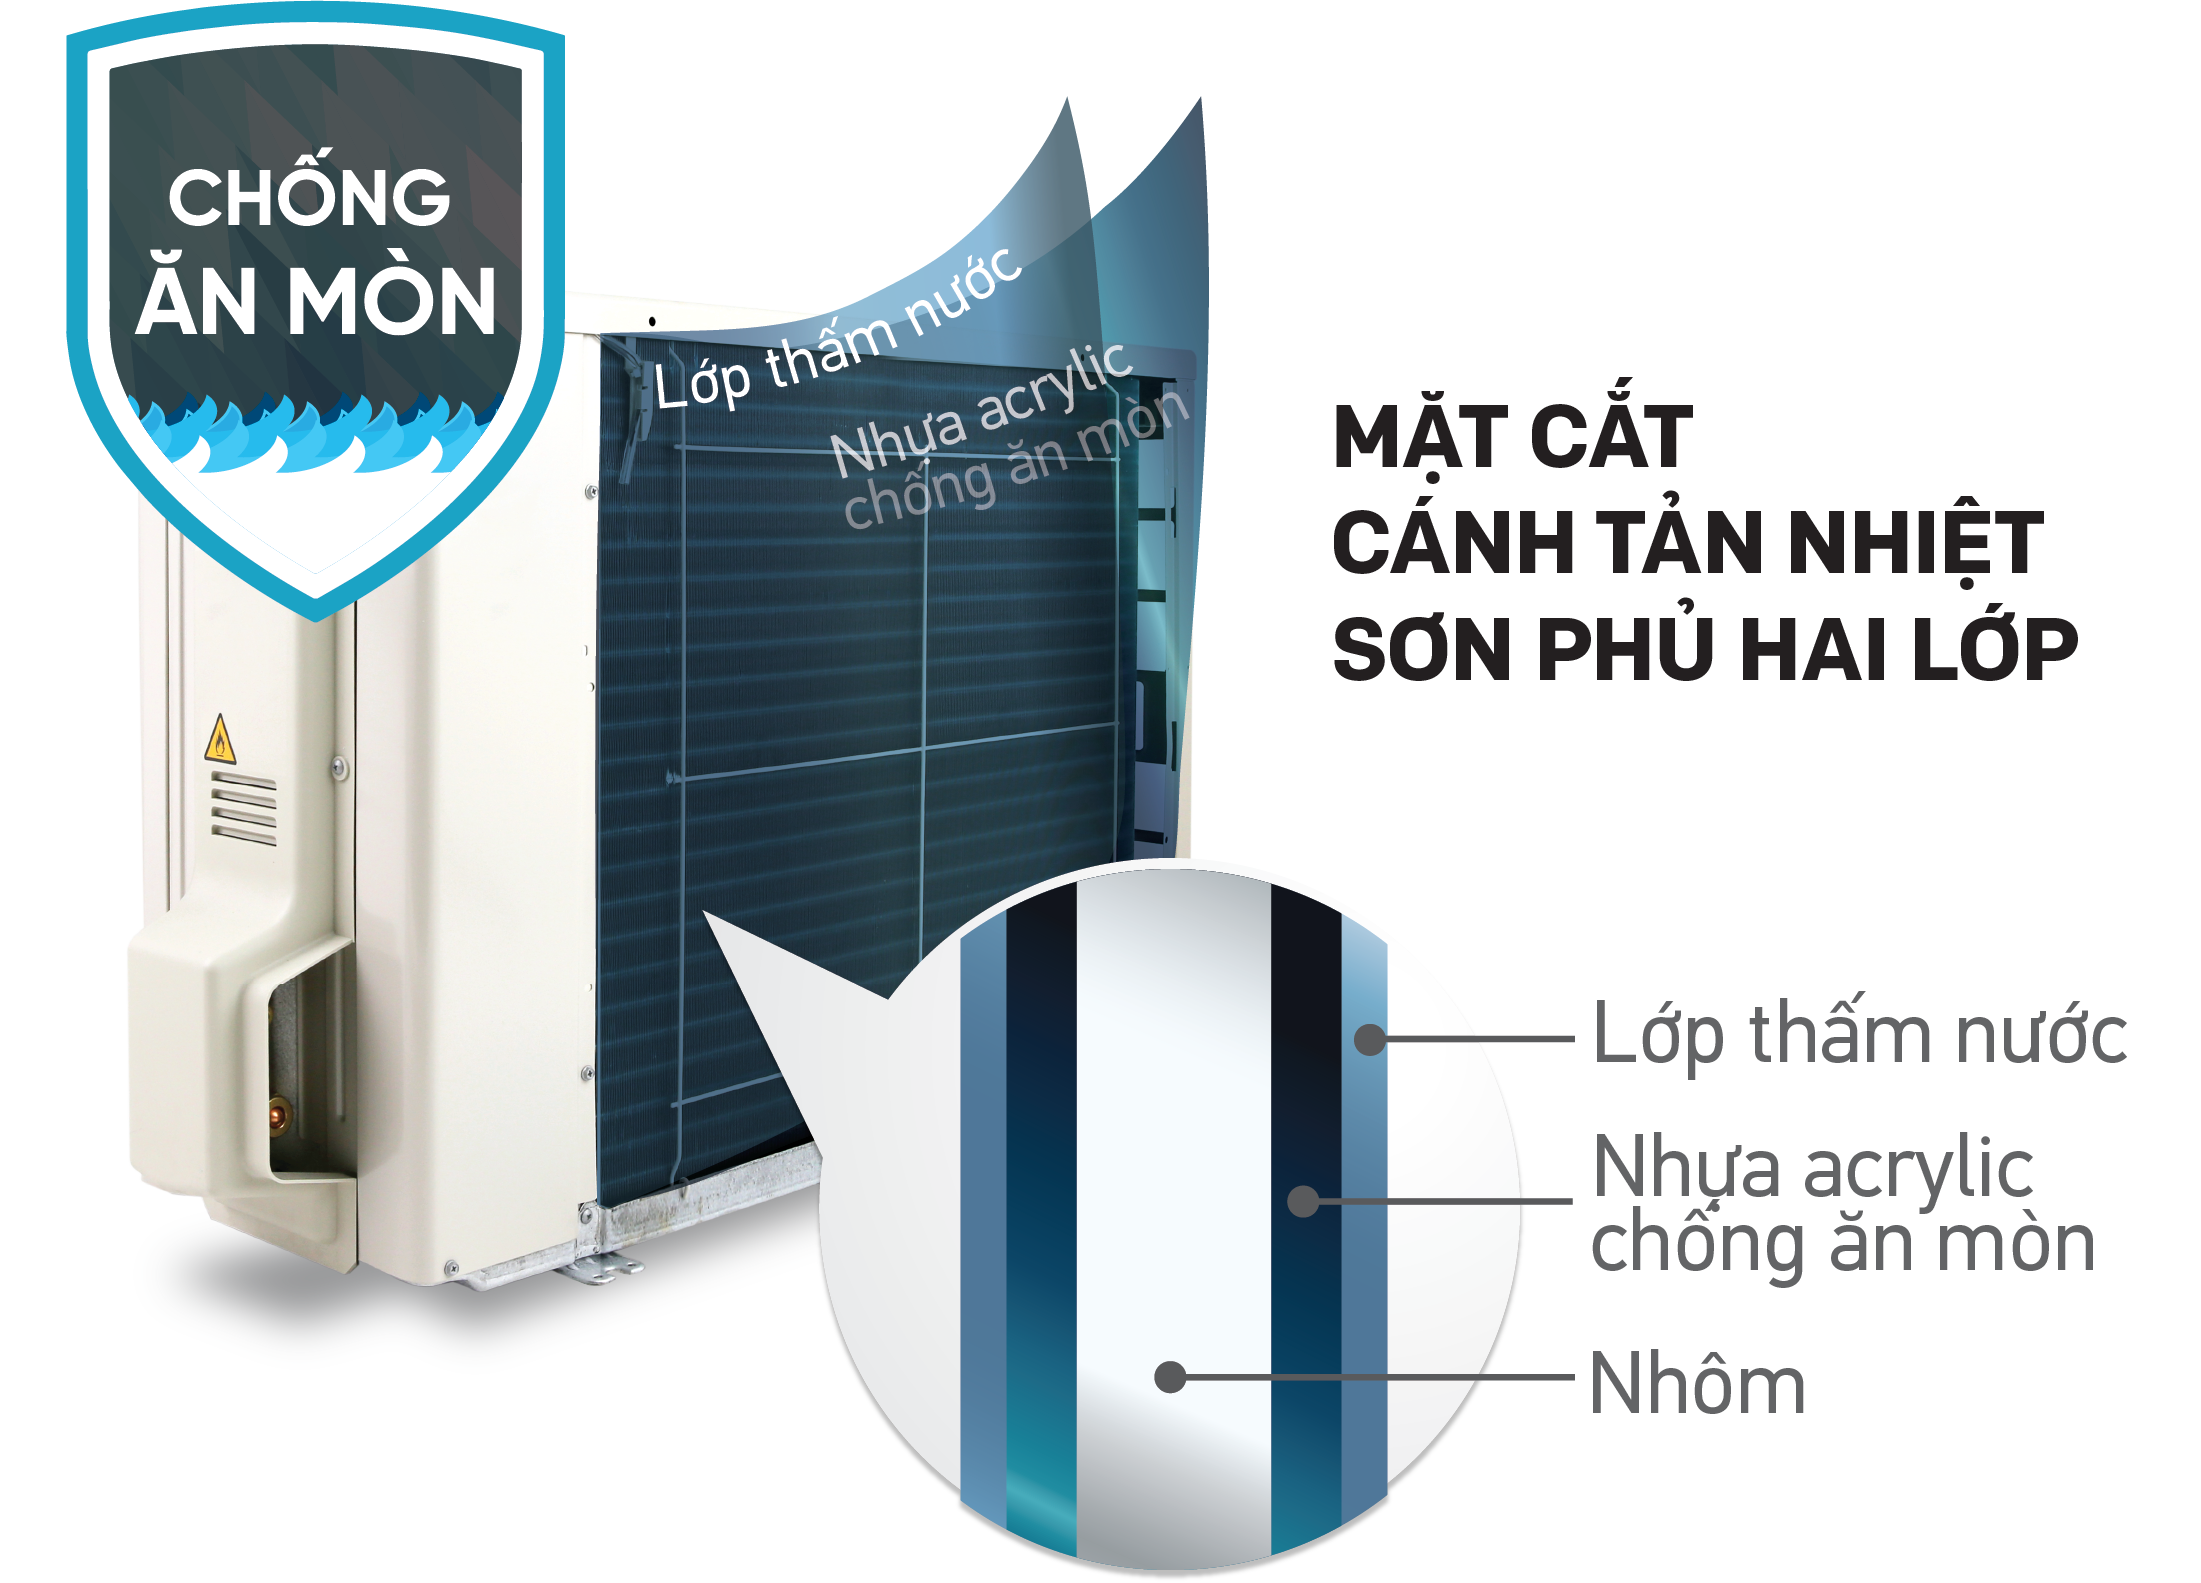 CHỐNG
ĂN MÒN
Lớp thấm nước
Nhựa acrylic
chống ăn mòn
MẶT CẮT
CÁNH TẢN NHIỆT
SƠN PHỦ HAI LỚP
Lớp thấm nước
Nhựa acrylic
chống ăn mòn
Nhôm